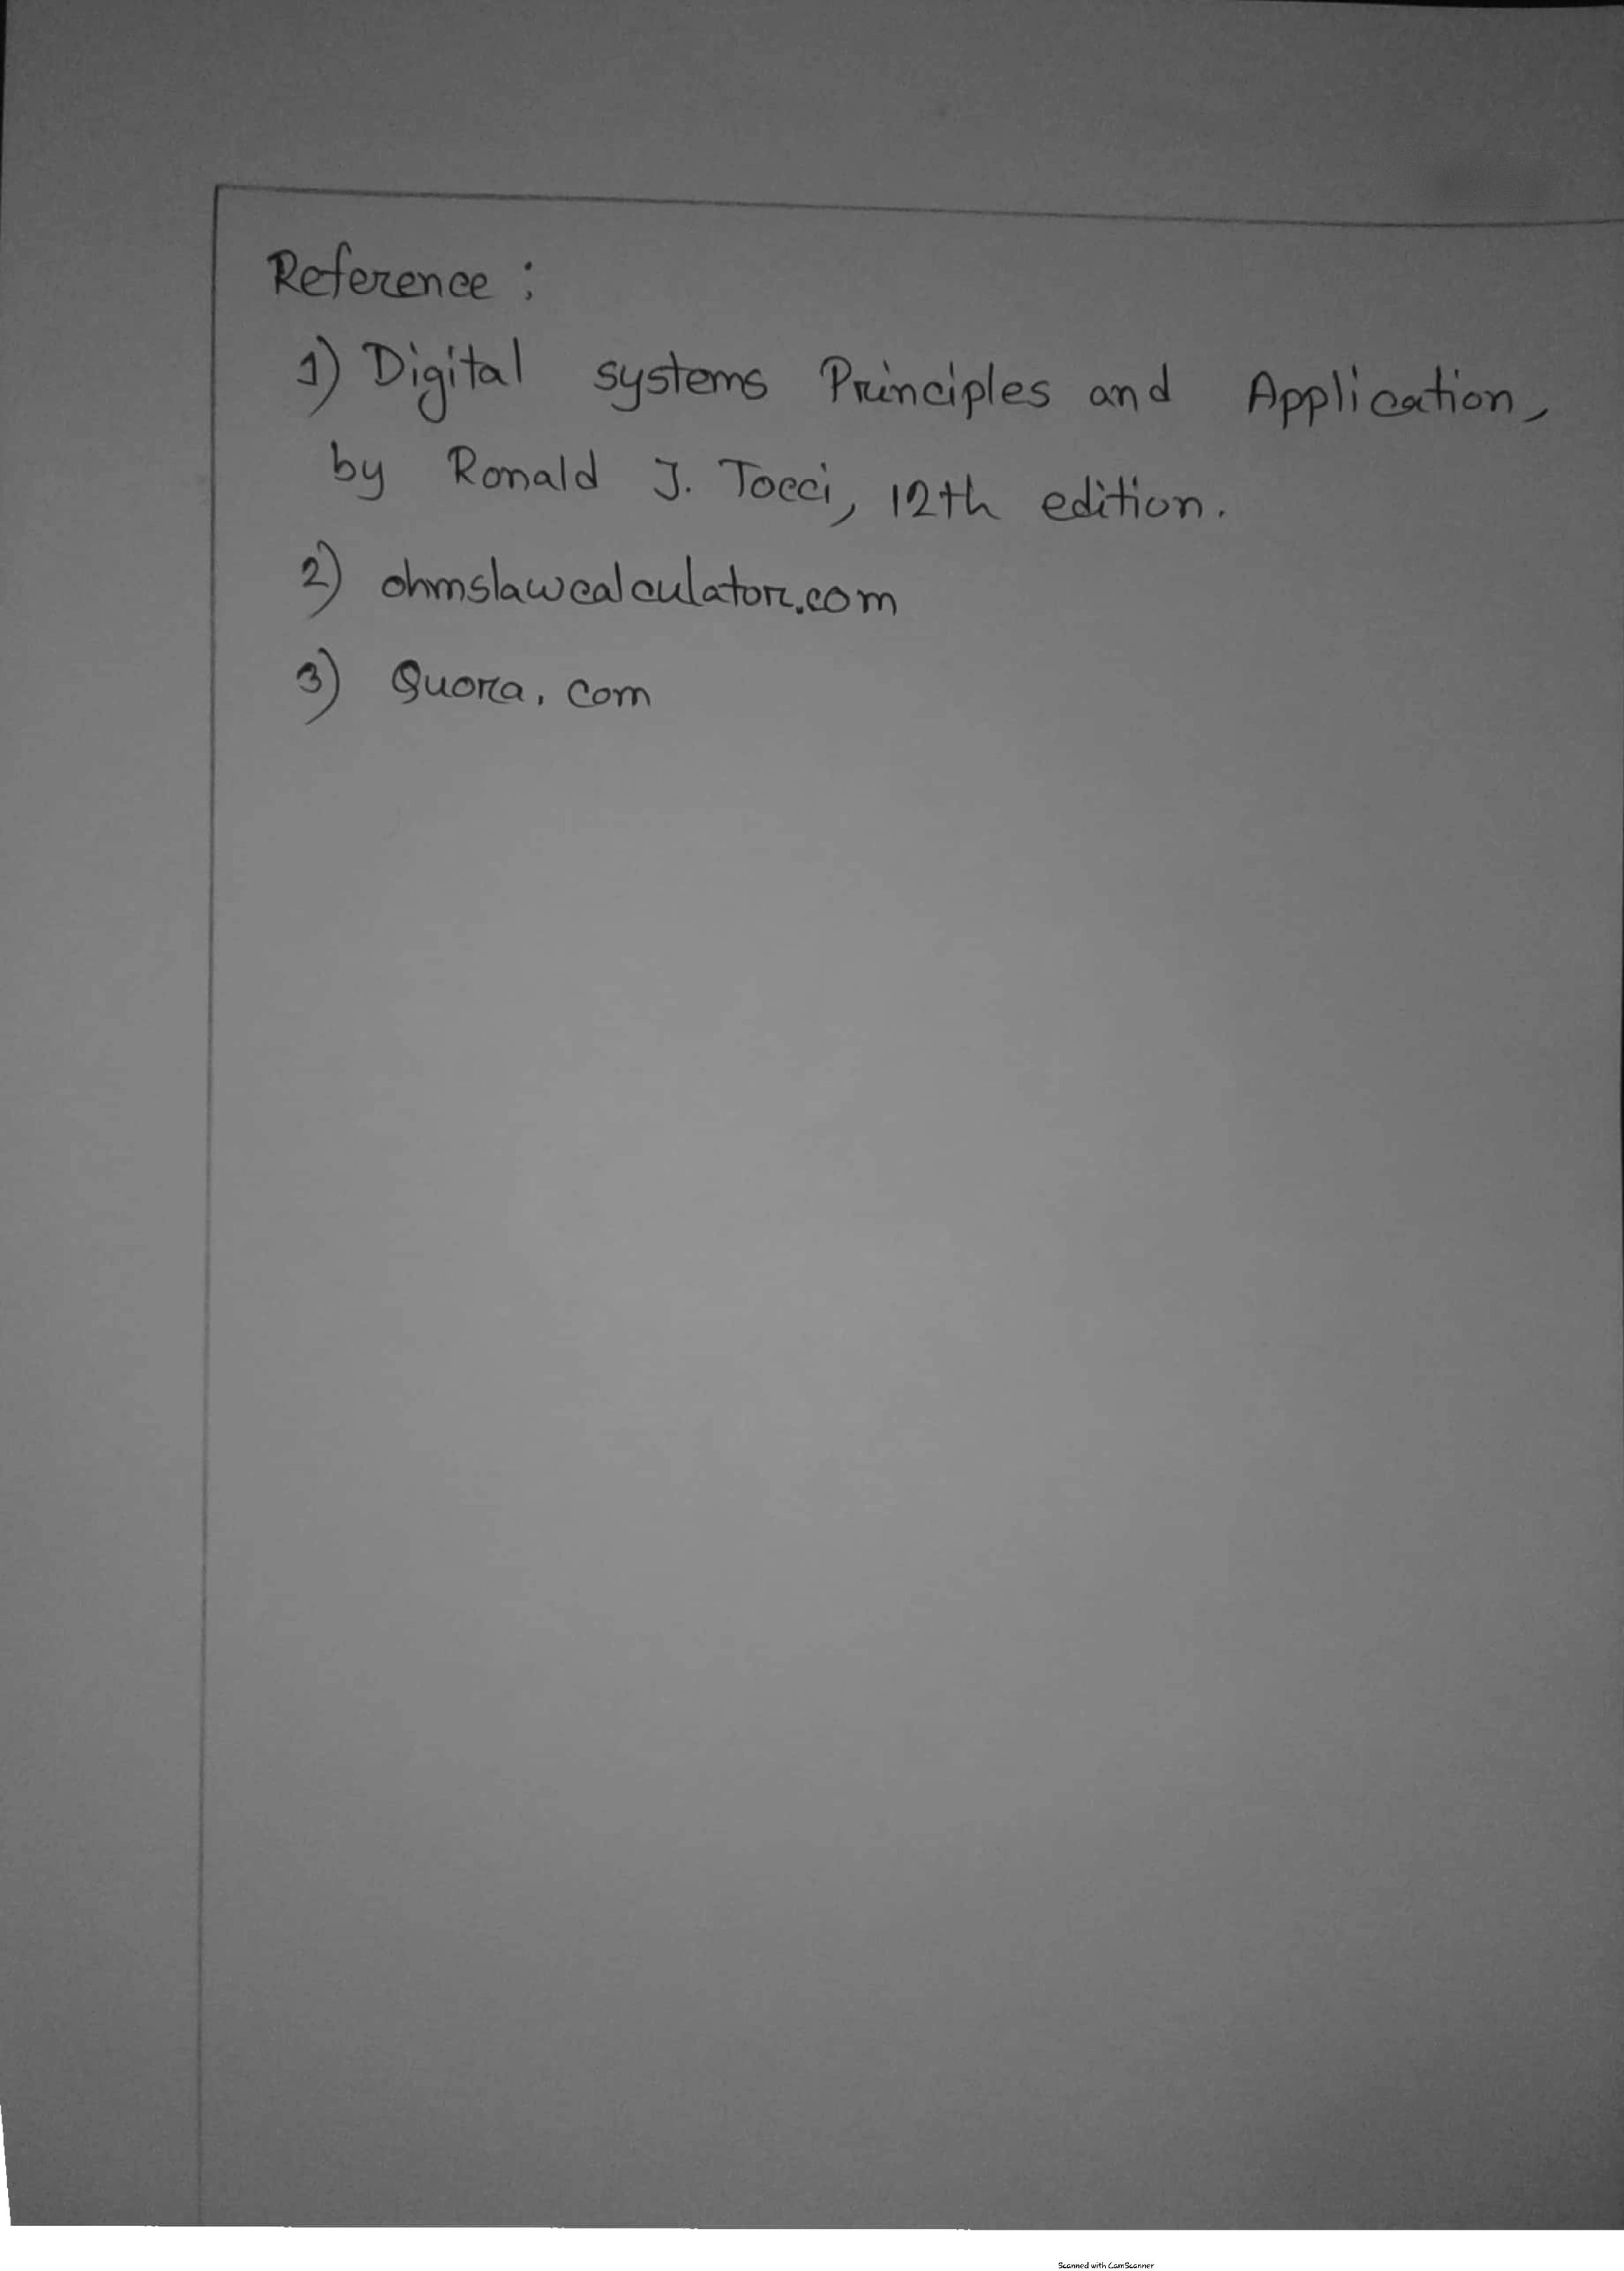 Reference :
1) Digital systems Principles and Application,
by Ronald J. Tocci, 12th edition.
2) ohmslawcalculator.com
3) Quora. com
Scanned with CamScanner